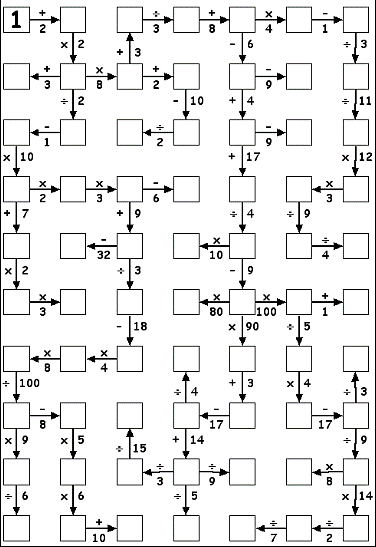 1 + 2 ÷ 3 + 8 × 4 - 1
× 2 + 3 - 6 ÷ 3
+ 3 × 8 + 2 - 9
÷ 2 - 10 + 4 ÷ 11
- 1 ÷ 2 - 9
× 10 + 17 × 12
× 2 × 3 - 6 × 3
+ 7 + 9 ÷ 4 ÷ 9
- 32 × 10 ÷ 4
× 2 ÷ 3 - 9
× 3 × 80 × 100 + 1
- 18 × 90 ÷ 5
× 8 × 4
÷ 100 ÷ 4 + 3 × 4 ÷ 3
- 8 - 17 - 17
× 9 × 5 ÷ 15 + 14 ÷ 9
÷ 3 ÷ 9 × 8
÷ 6 × 6 ÷ 5 × 14
+ 10 ÷ 7 ÷ 2